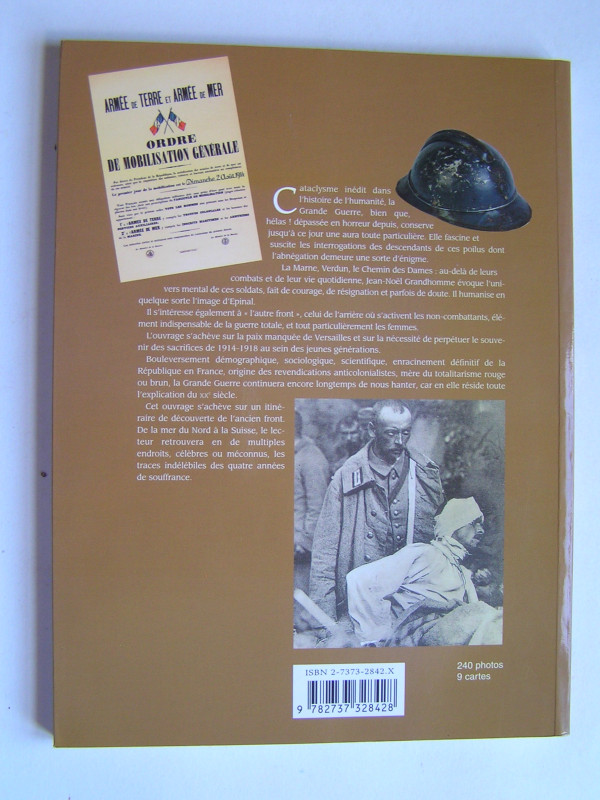 ARMÉE DE TERRE ET ARMÉE DE MER
ORDRE
DE MOBILISATION GÉNÉRALE
Dimanche 2 Août 1914
Cataclysme inédit dans
l'histoire de l'humanité, la
Grande Guerre, bien que,
hélas ! dépassée en horreur depuis, conserve
jusqu'à ce jour une aura toute particulière. Elle fascine et
suscite les interrogations des descendants de ces poilus dont
l'abnégation demeure une sorte d'énigme.
La Marne, Verdun, le Chemin des Dames : au-delà de leurs
combats et de leur vie quotidienne, Jean-Noël Grandhomme évoque l'uni-
vers mental de ces soldats, fait de courage, de résignation et parfois de doute. Il humanise en
quelque sorte l'image d'Epinal.
Il s'intéresse également à « l'autre front », celui de l'arrière où s'activent les non-combattants, élé-
ment indispensable de la guerre totale, et tout particulièrement les femmes.
L'ouvrage s'achève sur la paix manquée de Versailles et sur la nécessité de perpétuer le souve-
nir des sacrifices de 1914-1918 au sein des jeunes générations.
Bouleversement démographique, sociologique, scientifique, enracinement définitif de la
République en France, origine des revendications anticolonialistes, mère du totalitarisme rouge
ou brun, la Grande Guerre continuera encore longtemps de nous hanter, car en elle réside toute
l'explication du XXe siècle.
Cet ouvrage s'achève sur un itiné-
raire de découverte de l'ancien front.
De la mer du Nord à la Suisse, le lec-
teur retrouvera en de multiples
endroits, célèbres ou méconnus, les
traces indélébiles des quatre années
de souffrance.
ISBN 2-7373-2842.X
9 782737 328428
240 photos
9 cartes